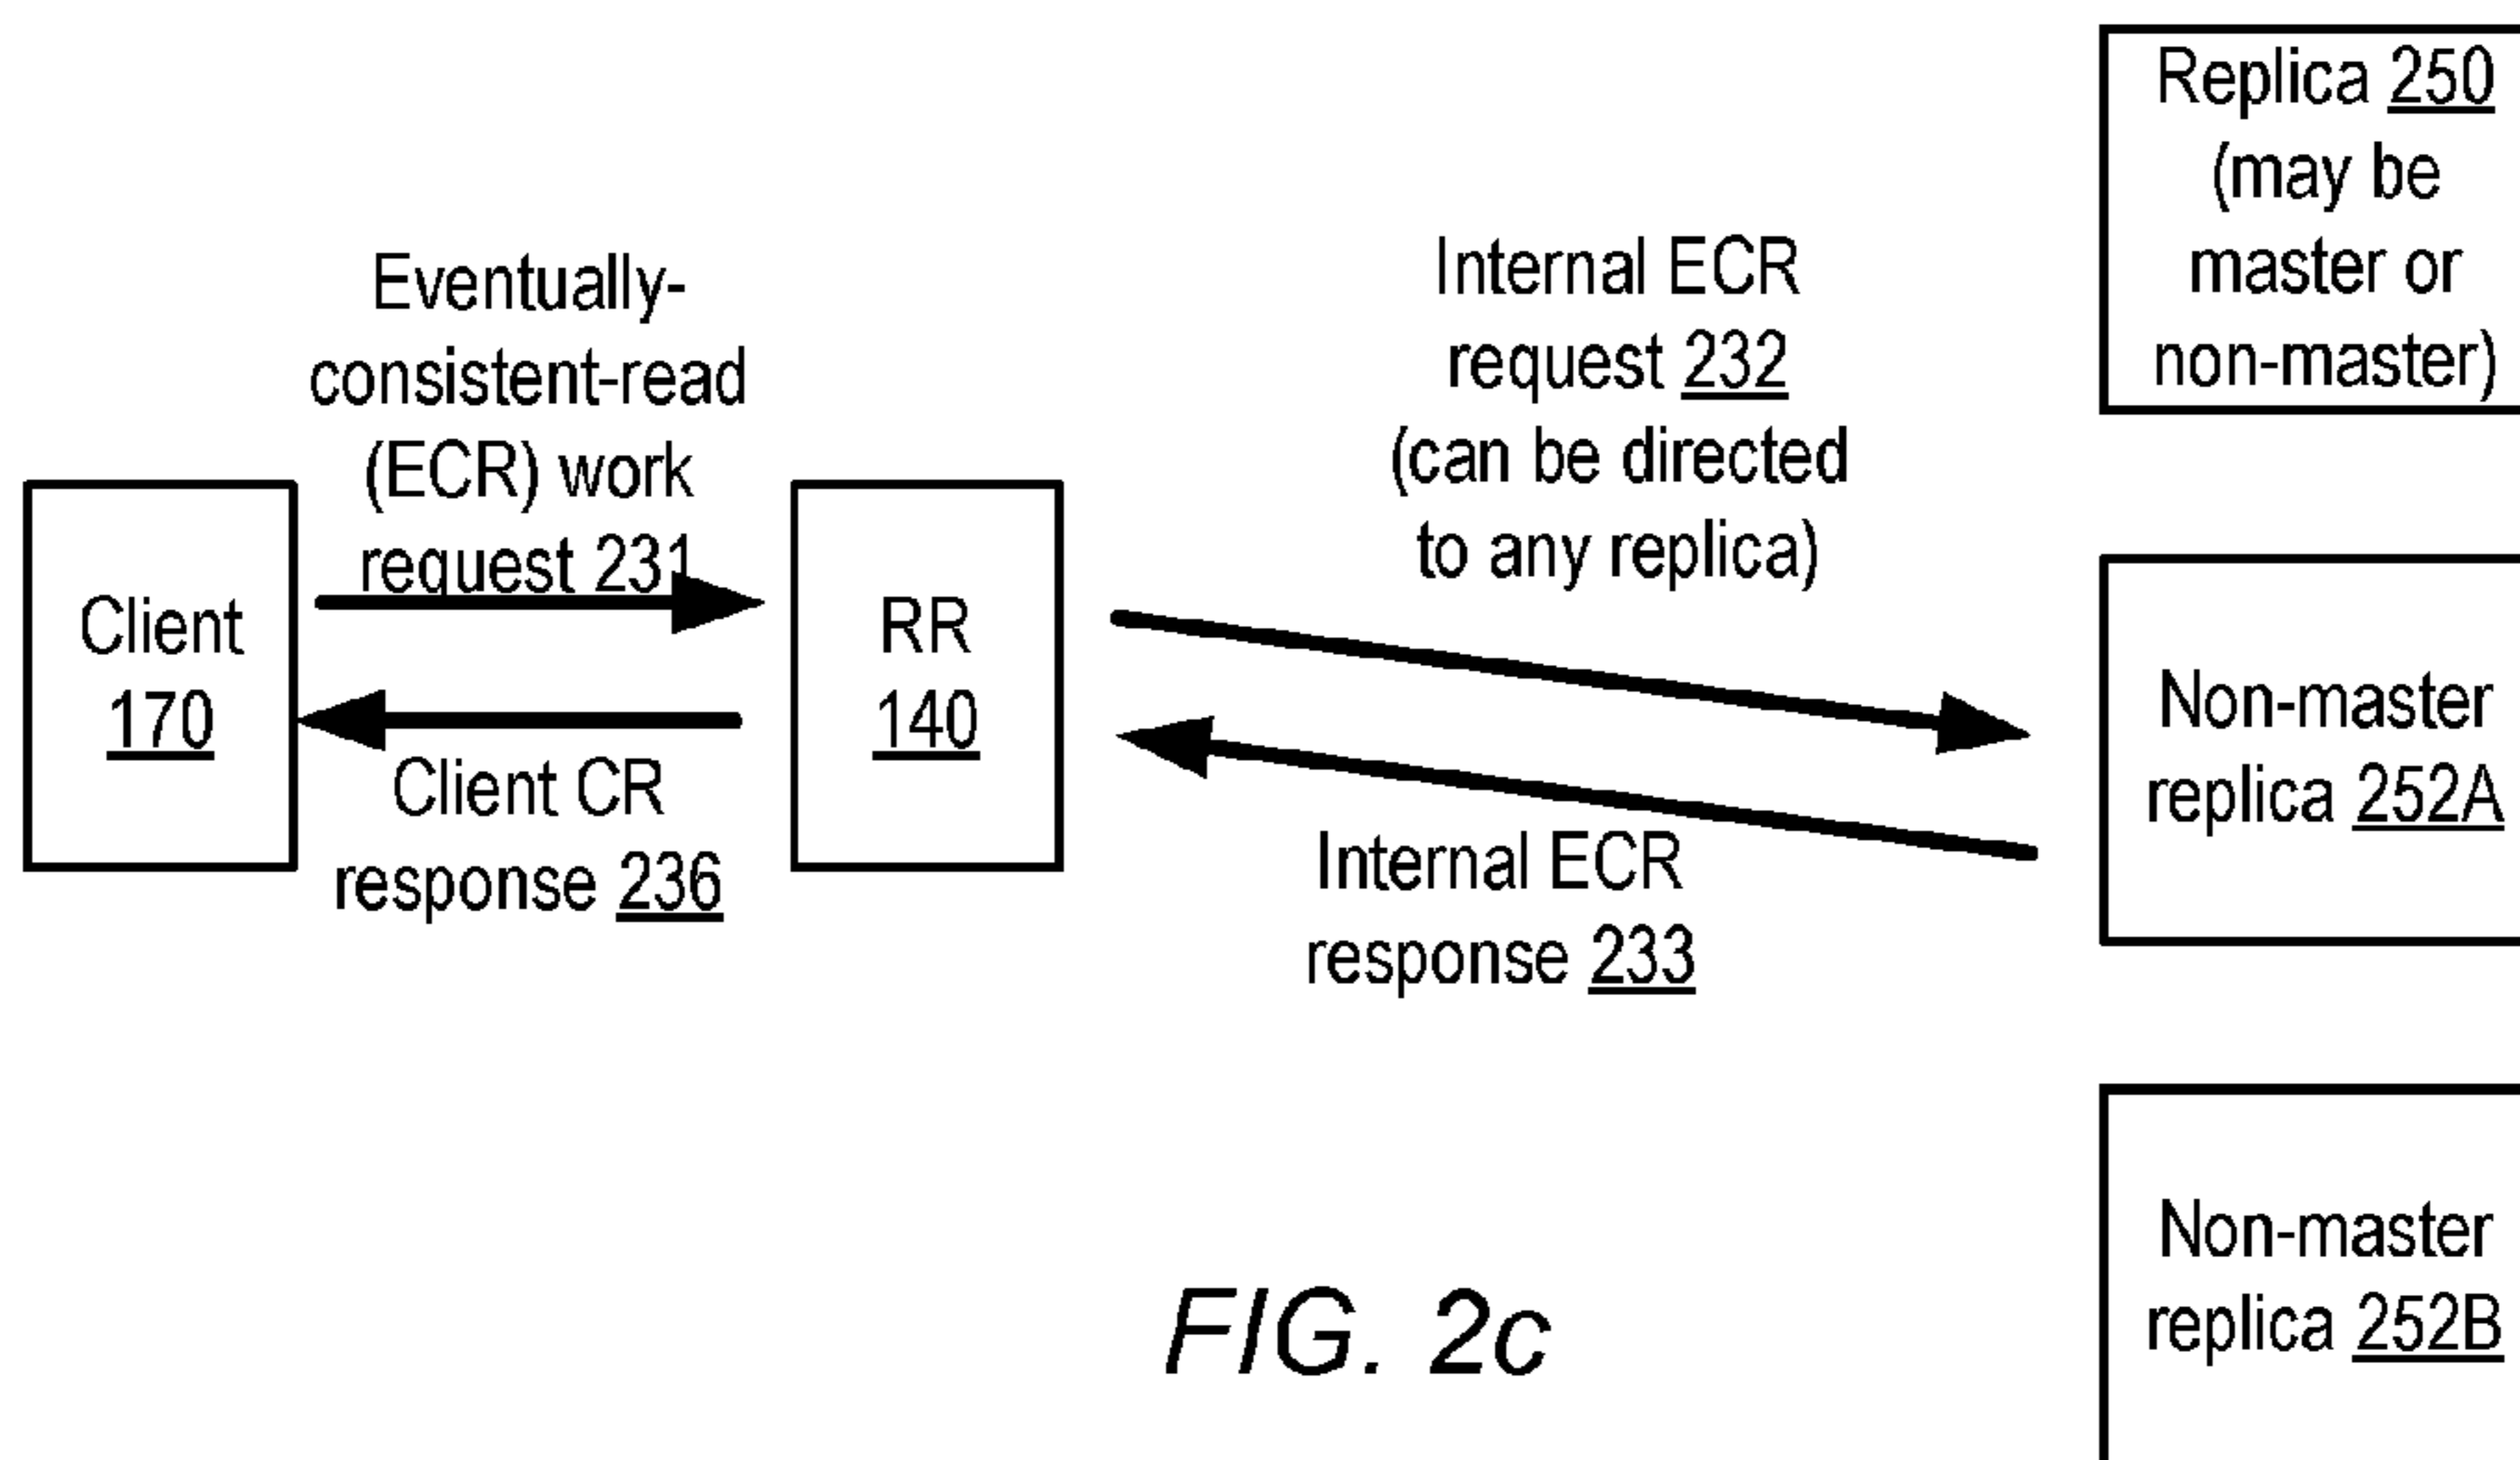 Replica 250
(may be
master or
non-master)
Eventually-
consistent-read
(ECR) work
request 231
Internal ECR
request 232
(can be directed
to any replica)
Client
170
RR
140
Client CR
response 236
Internal ECR
response 233
Non-master
replica 252A
Non-master
replica 252B
FIG. 2c